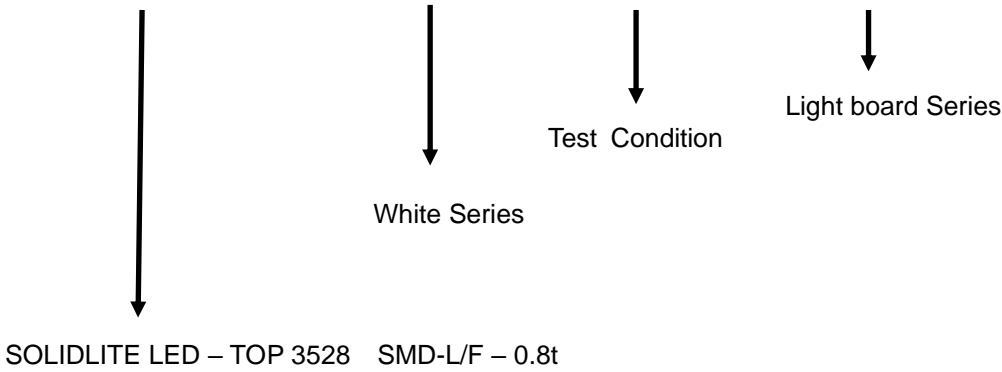 Light board Series
Test Condition
White Series
SOLIDLITE LED – TOP 3528 SMD-L/F – 0.8t